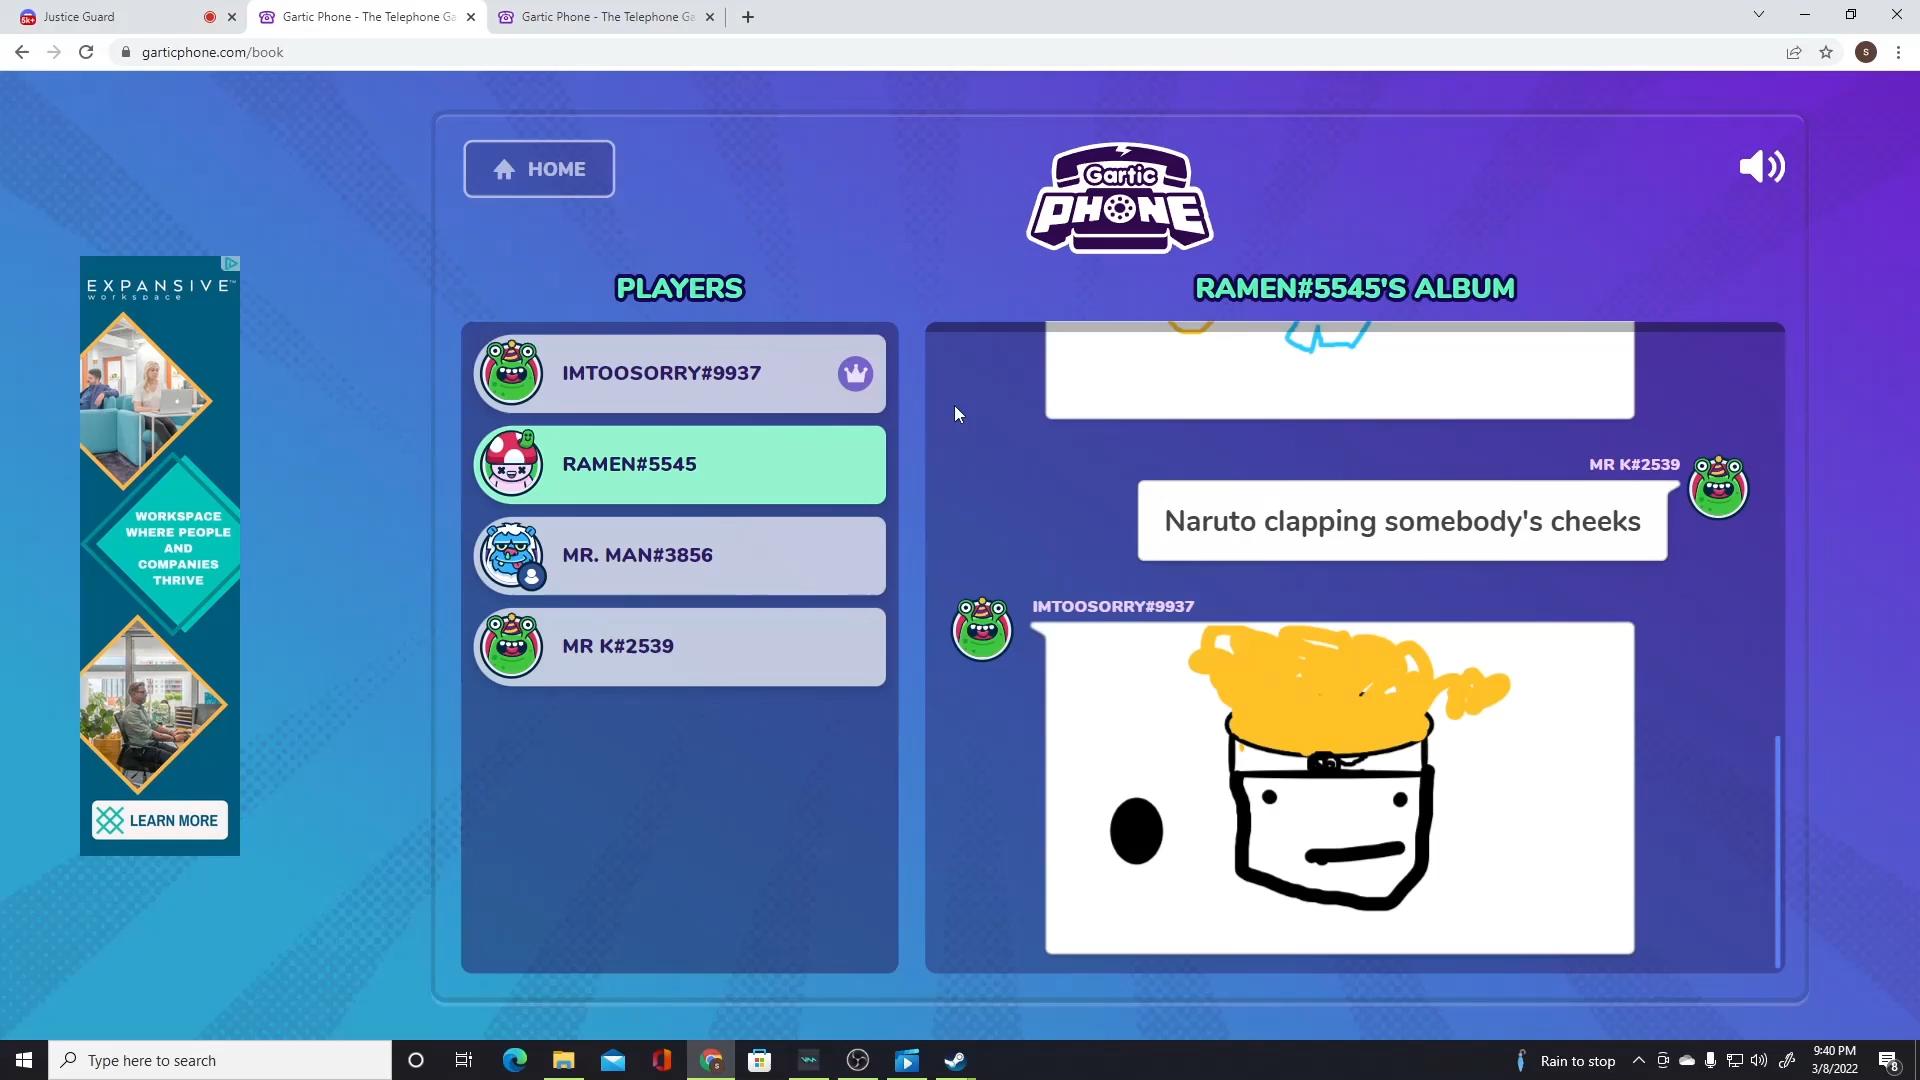 Justice Guard
Gartic Phone - The Telephone Ga
Gartic Phone - The Telephone Ga
garticphone.com/book
S
HOME
Gartic
PHONE
PLAYERS
RAMEN#5545'S ALBUM
EXPANSIVE
workspace
WORKSPACE
WHERE PEOPLE
AND
COMPANIES
THRIVE
LEARN MORE
IMTOOSORRY#9937
RAMEN#5545
MR. MAN#3856
MR K#2539
MR K#2539
Naruto clapping somebody's cheeks
IMTOOSORRY#9937
Type here to search
Rain to stop
9:40 PM
3/8/2022
8